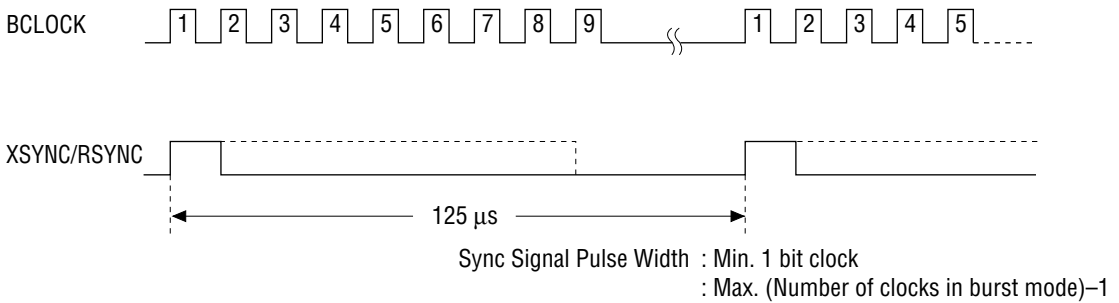 BCLOCK 1 2 3 4 5 6 7 8 9 1 2 3 4 5
XSYNC/RSYNC
125 μs
Sync Signal Pulse Width : Min. 1 bit clock
: Max. (Number of clocks in burst mode)–1